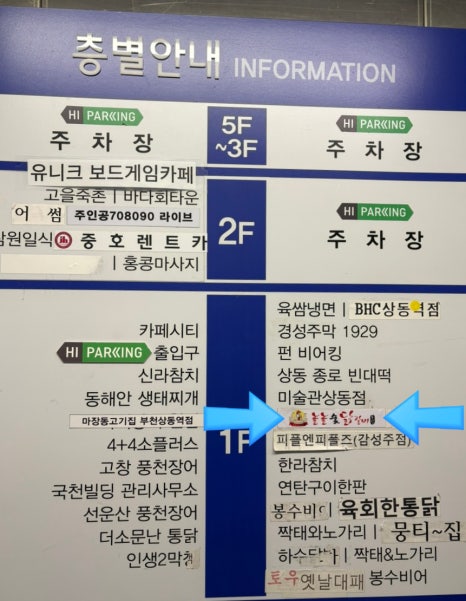 층별안내 INFORMATION
HI PARKING
주차장
5F
~3F
HI PARKING
주차장
유니크 보드게임카페
고을죽촌 | 바다회타운
어썸 주인공708090 라이브
남원일식 중호렌트카
| 홍콩마사지
2F
HI PARKING
주차장
카페시티
HI PARKING 출입구
신라참치
동해안 생태찌개
마장동고기집 부천상동역점
4+4소플러스
고창 풍천장어
국천빌딩 관리사무소
선운산 풍천장어
더소문난 통닭
인생2막
1F
육쌈냉면 | BHC상동역점
경성주막 1929
펀 비어킹
상동 종로 빈대떡
미술관상동점
피플엔피플즈(감성주점)
한라참치
연탄구이한판
봉수비 육회한통닭
짝태와노가리 | 뭉티~집
| 짝태&노가리
토우 옛날대패 봉수비어